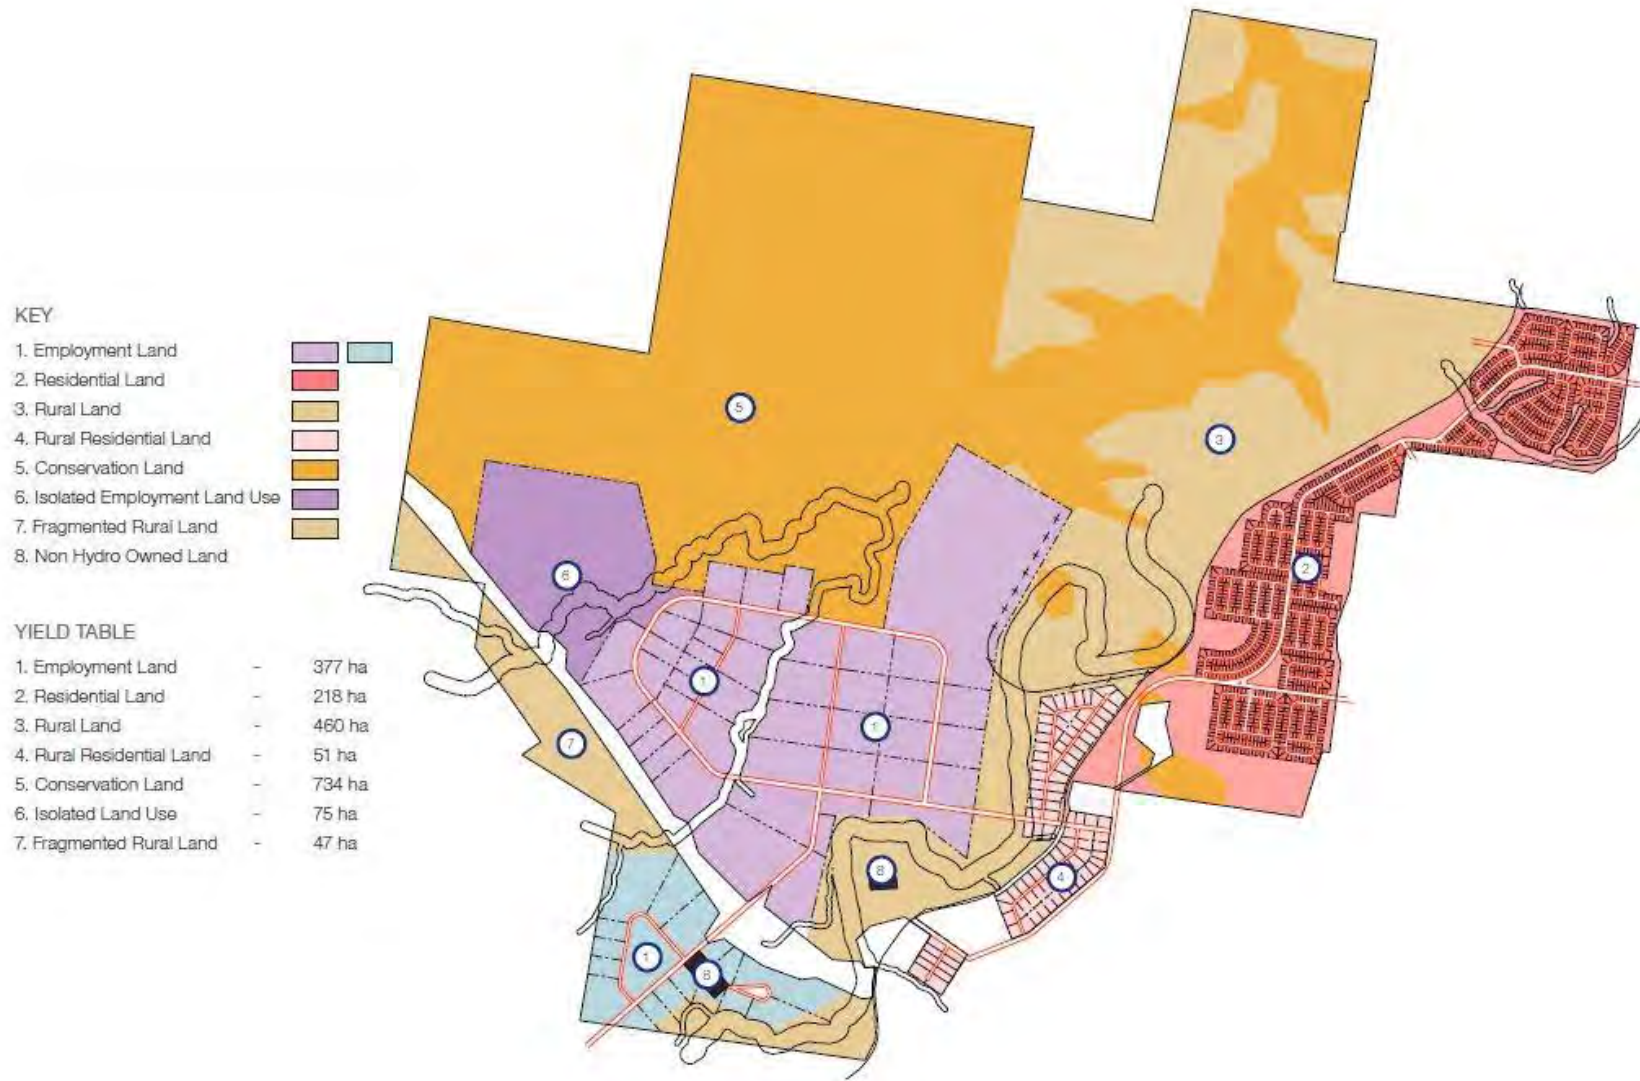 KEY
1. Employment Land
2. Residential Land
3. Rural Land
4. Rural Residential Land
5. Conservation Land
6. Isolated Employment Land Use
7. Fragmented Rural Land
8. Non Hydro Owned Land
YIELD TABLE
1. Employment Land - 377 ha
2. Residential Land - 218 ha
3. Rural Land - 460 ha
4. Rural Residential Land - 51 ha
5. Conservation Land - 734 ha
6. Isolated Land Use - 75 ha
7. Fragmented Rural Land - 47 ha
5
3
6
2
1
1
7
8
4
1
8